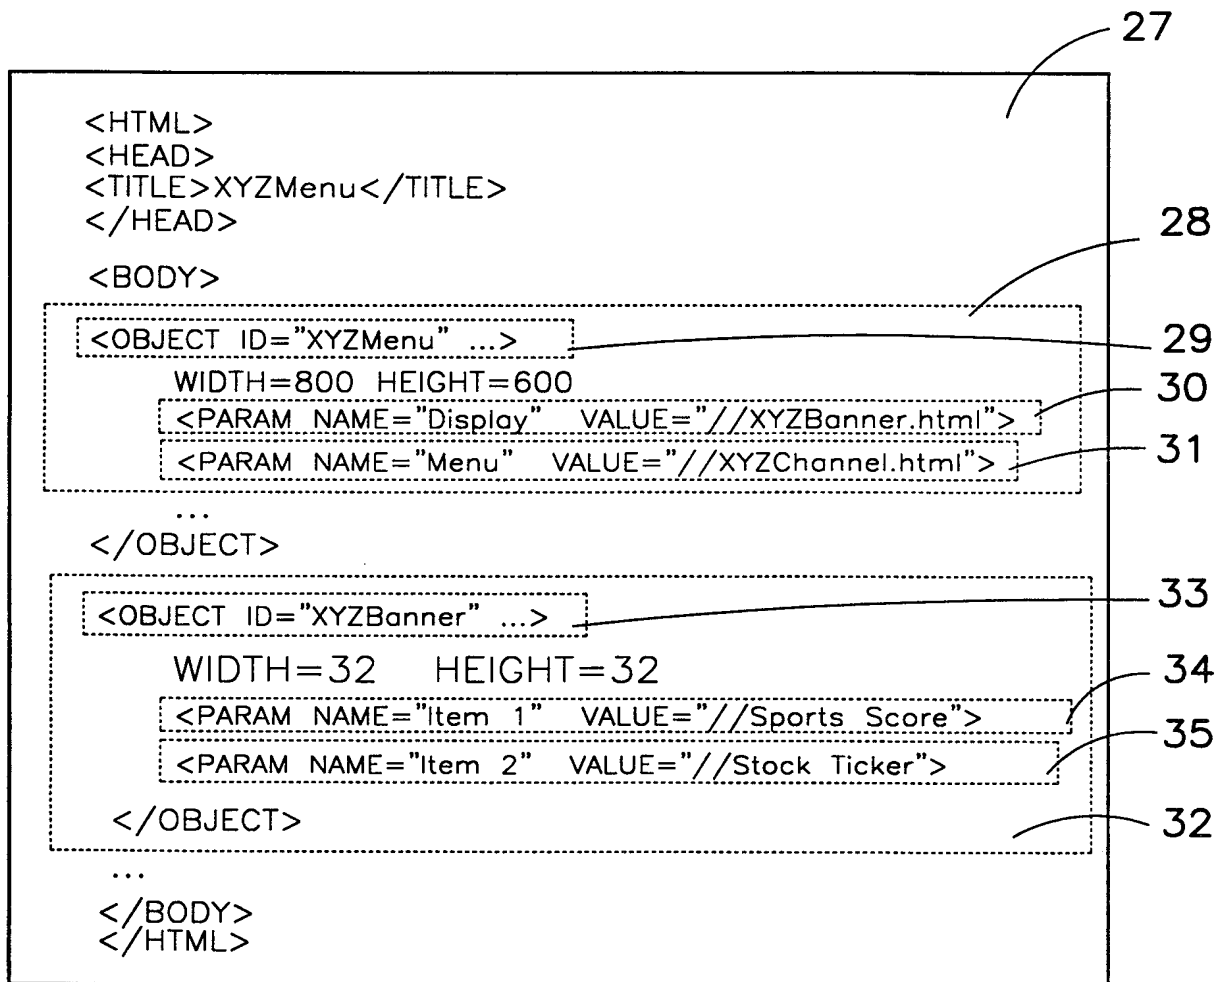 27
<HTML>
<HEAD>
<TITLE>XYZMenu</TITLE>
</HEAD>
28
<BODY>
<OBJECT ID="XYZMenu" ...>
29
WIDTH=800 HEIGHT=600
30
<PARAM NAME="Display" VALUE="//XYZBanner.html">
<PARAM NAME="Menu" VALUE="//XYZChannel.html">
31
...
</OBJECT>
33
<OBJECT ID="XYZBanner" ...>
WIDTH=32 HEIGHT=32
34
<PARAM NAME="Item 1" VALUE="//Sports Score">
35
<PARAM NAME="Item 2" VALUE="//Stock Ticker">
</OBJECT>
32
...
</BODY>
</HTML>